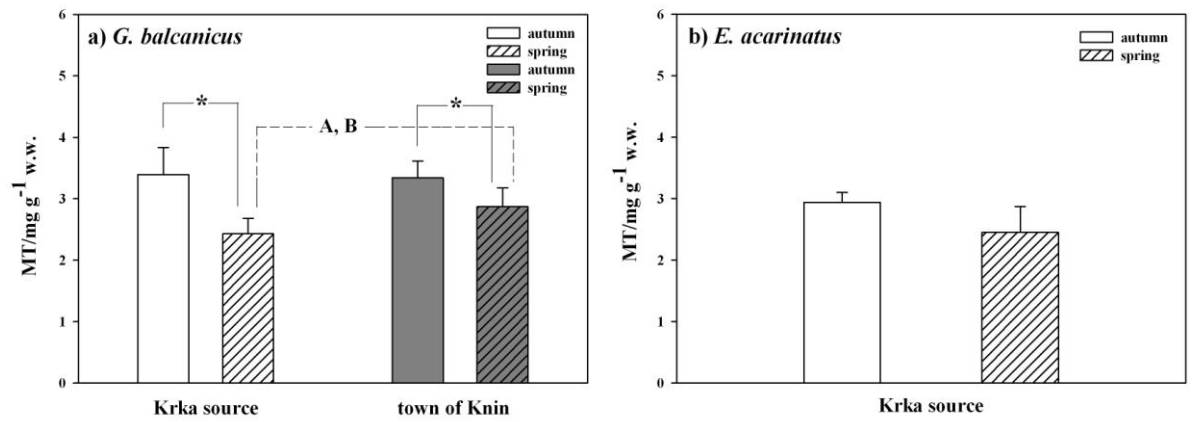 a) G. balcanicus
autumn
spring
autumn
spring
*
*
A, B
MT/mg g-1 w.w.
6
5
4
3
2
1
0
Krka source
town of Knin
b) E. acarinatus
autumn
spring
MT/mg g-1 w.w.
6
5
4
3
2
1
0
Krka source